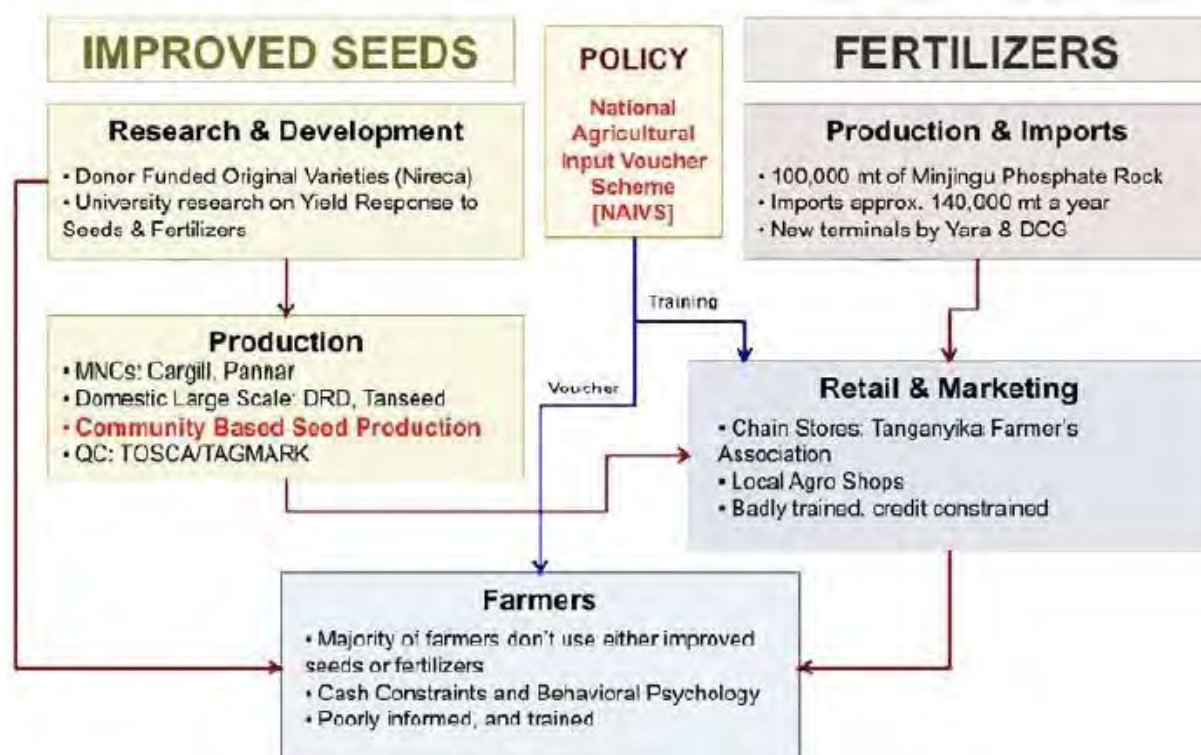 IMPROVED SEEDS
Research & Development
• Donor Funded Original Varieties (Nireca)
• University research on Yield Response to
Seeds & Fertilizers
Production
• MNCs: Cargill, Pannar
• Domestic Large Scale: DRD, Tanseed
• Community Based Seed Production
• QC: TOSCA/TAGMARK
POLICY
National
Agricultural
Input Voucher
Scheme
[NAIVS]
Training
Voucher
FERTILIZERS
Production & Imports
• 100,000 mt of Minjingu Phosphate Rock
• Imports approx. 140,000 mt a year
• New terminals by Yara & DCG
Retail & Marketing
• Chain Stores: Tanganyika Farmer's
Association
• Local Agro Shops
• Badly trained, credit constrained
Farmers
• Majority of farmers don't use either improved
seeds or fertilizers
• Cash Constraints and Behavioral Psychology
• Poorly informed, and trained